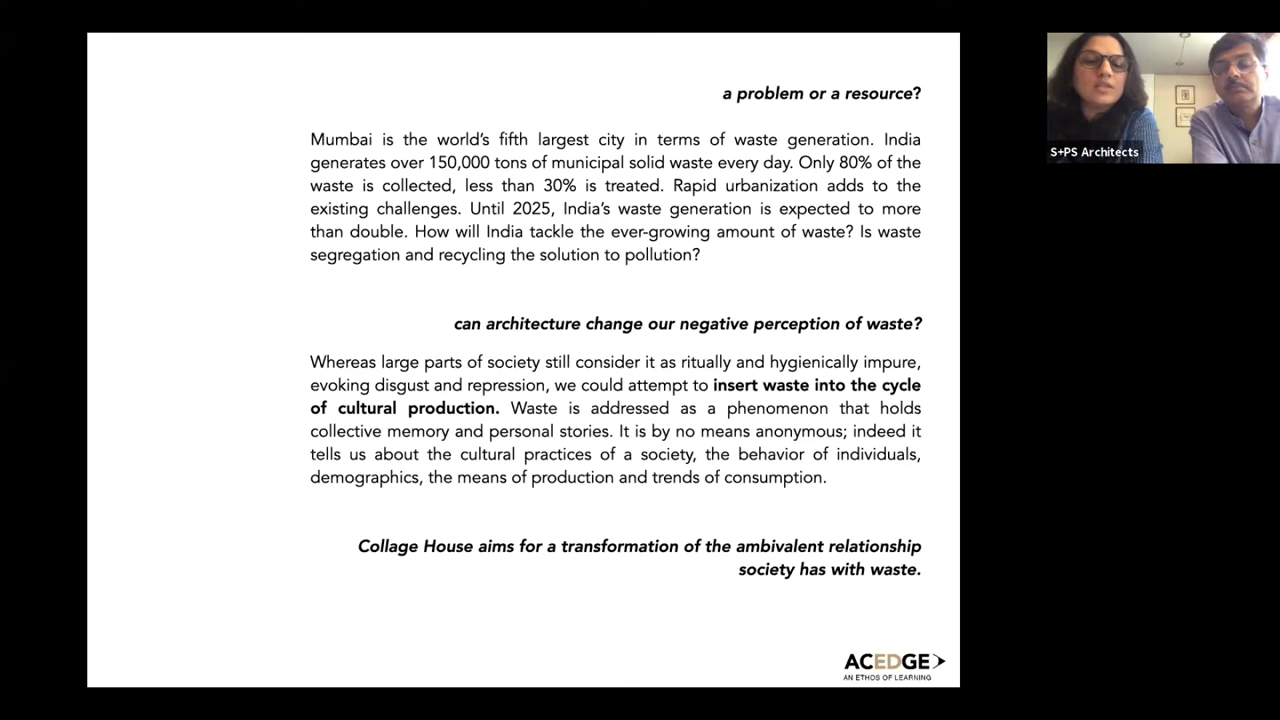 a problem or a resource?
Mumbai is the world's fifth largest city in terms of waste generation. India
generates over 150,000 tons of municipal solid waste every day. Only 80% of the
waste is collected, less than 30% is treated. Rapid urbanization adds to the
existing challenges. Until 2025, India's waste generation is expected to more
than double. How will India tackle the ever-growing amount of waste? Is waste
segregation and recycling the solution to pollution?
can architecture change our negative perception of waste?
Whereas large parts of society still consider it as ritually and hygienically impure,
evoking disgust and repression, we could attempt to insert waste into the cycle
of cultural production. Waste is addressed as a phenomenon that holds
collective memory and personal stories. It is by no means anonymous; indeed it
tells us about the cultural practices of a society, the behavior of individuals,
demographics, the means of production and trends of consumption.
Collage House aims for a transformation of the ambivalent relationship
society has with waste.
ACEDGE
AN ETHOS OF LEARNING
S+PS Architects